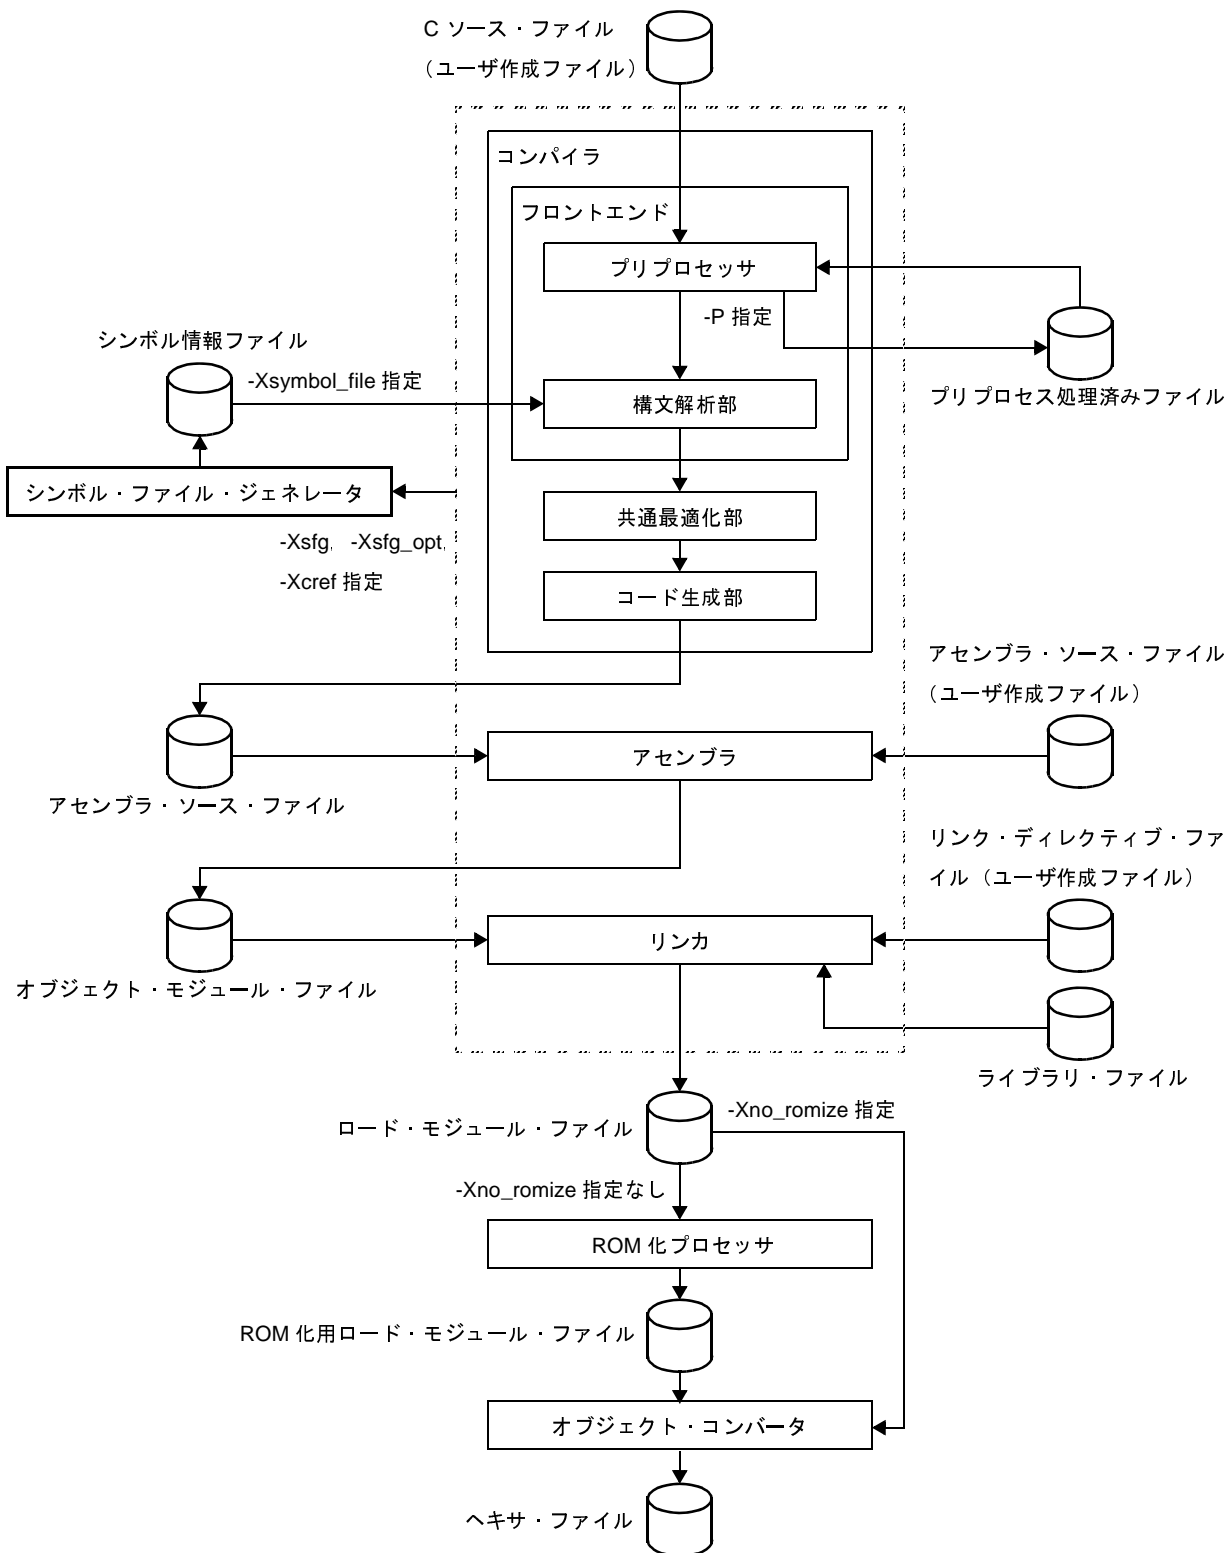 C ソース・ファイル
（ユーザ作成ファイル）
コンパイラ
フロントエンド
プリプロセッサ
-P 指定
プリプロセス処理済みファイル
シンボル情報ファイル
-Xsymbol_file 指定
構文解析部
シンボル・ファイル・ジェネレータ
-Xsfg, -Xsfg_opt,
-Xcref 指定
共通最適化部
コード生成部
アセンブラ・ソース・ファイル
（ユーザ作成ファイル）
アセンブラ
アセンブラ・ソース・ファイル
リンク・ディレクティブ・ファ
イル（ユーザ作成ファイル）
リンカ
オブジェクト・モジュール・ファイル
ライブラリ・ファイル
ロード・モジュール・ファイル
-Xno_romize 指定
-Xno_romize 指定なし
ROM 化プロセッサ
ROM 化用ロード・モジュール・ファイル
オブジェクト・コンバータ
ヘキサ・ファイル